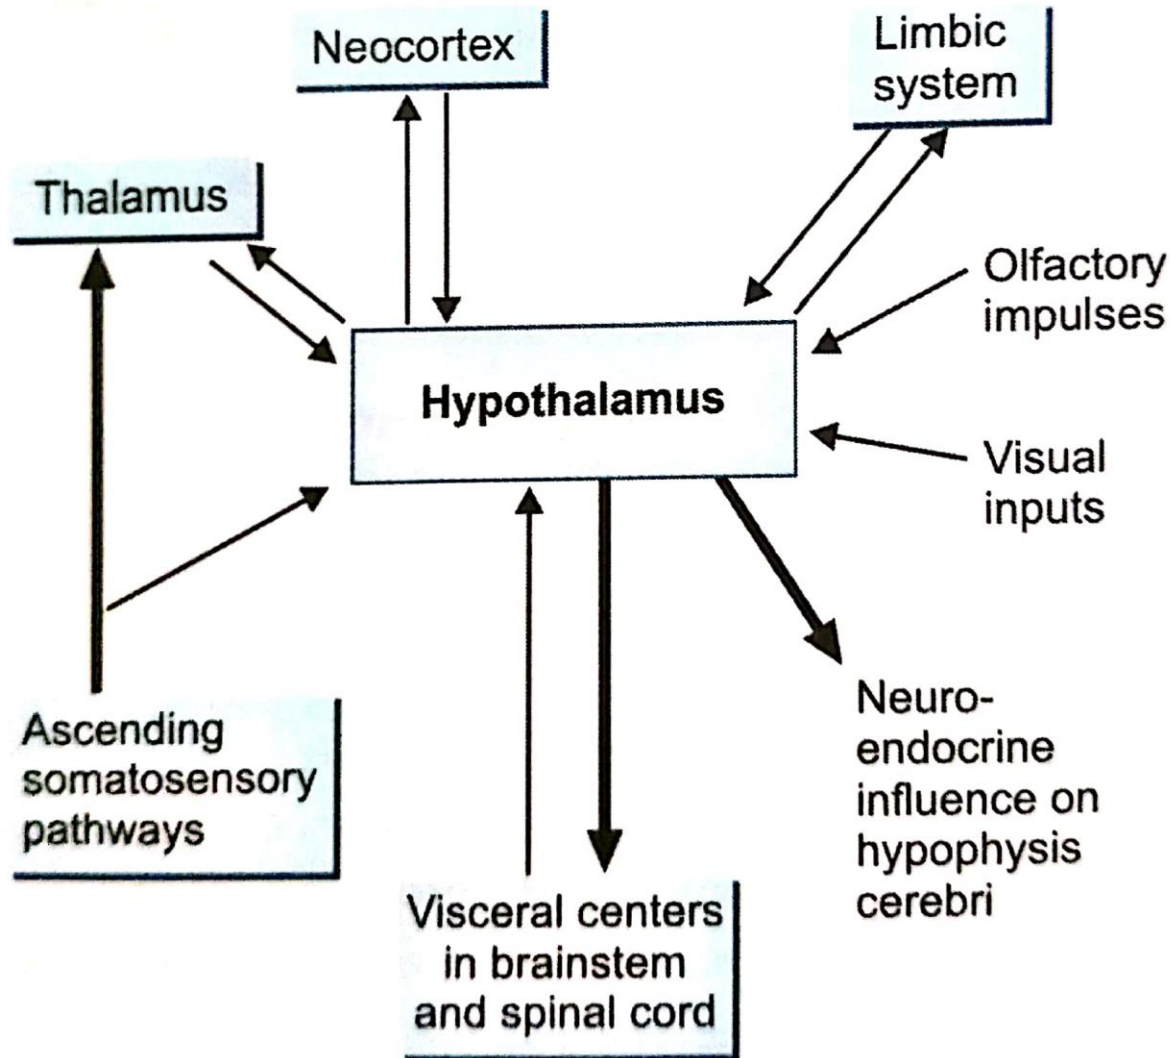 Neocortex
Limbic
system
Thalamus
Olfactory
impulses
Hypothalamus
Visual
inputs
Ascending
somatosensory
pathways
Neuro-
endocrine
influence on
hypophysis
cerebri
Visceral centers
in brainstem
and spinal cord